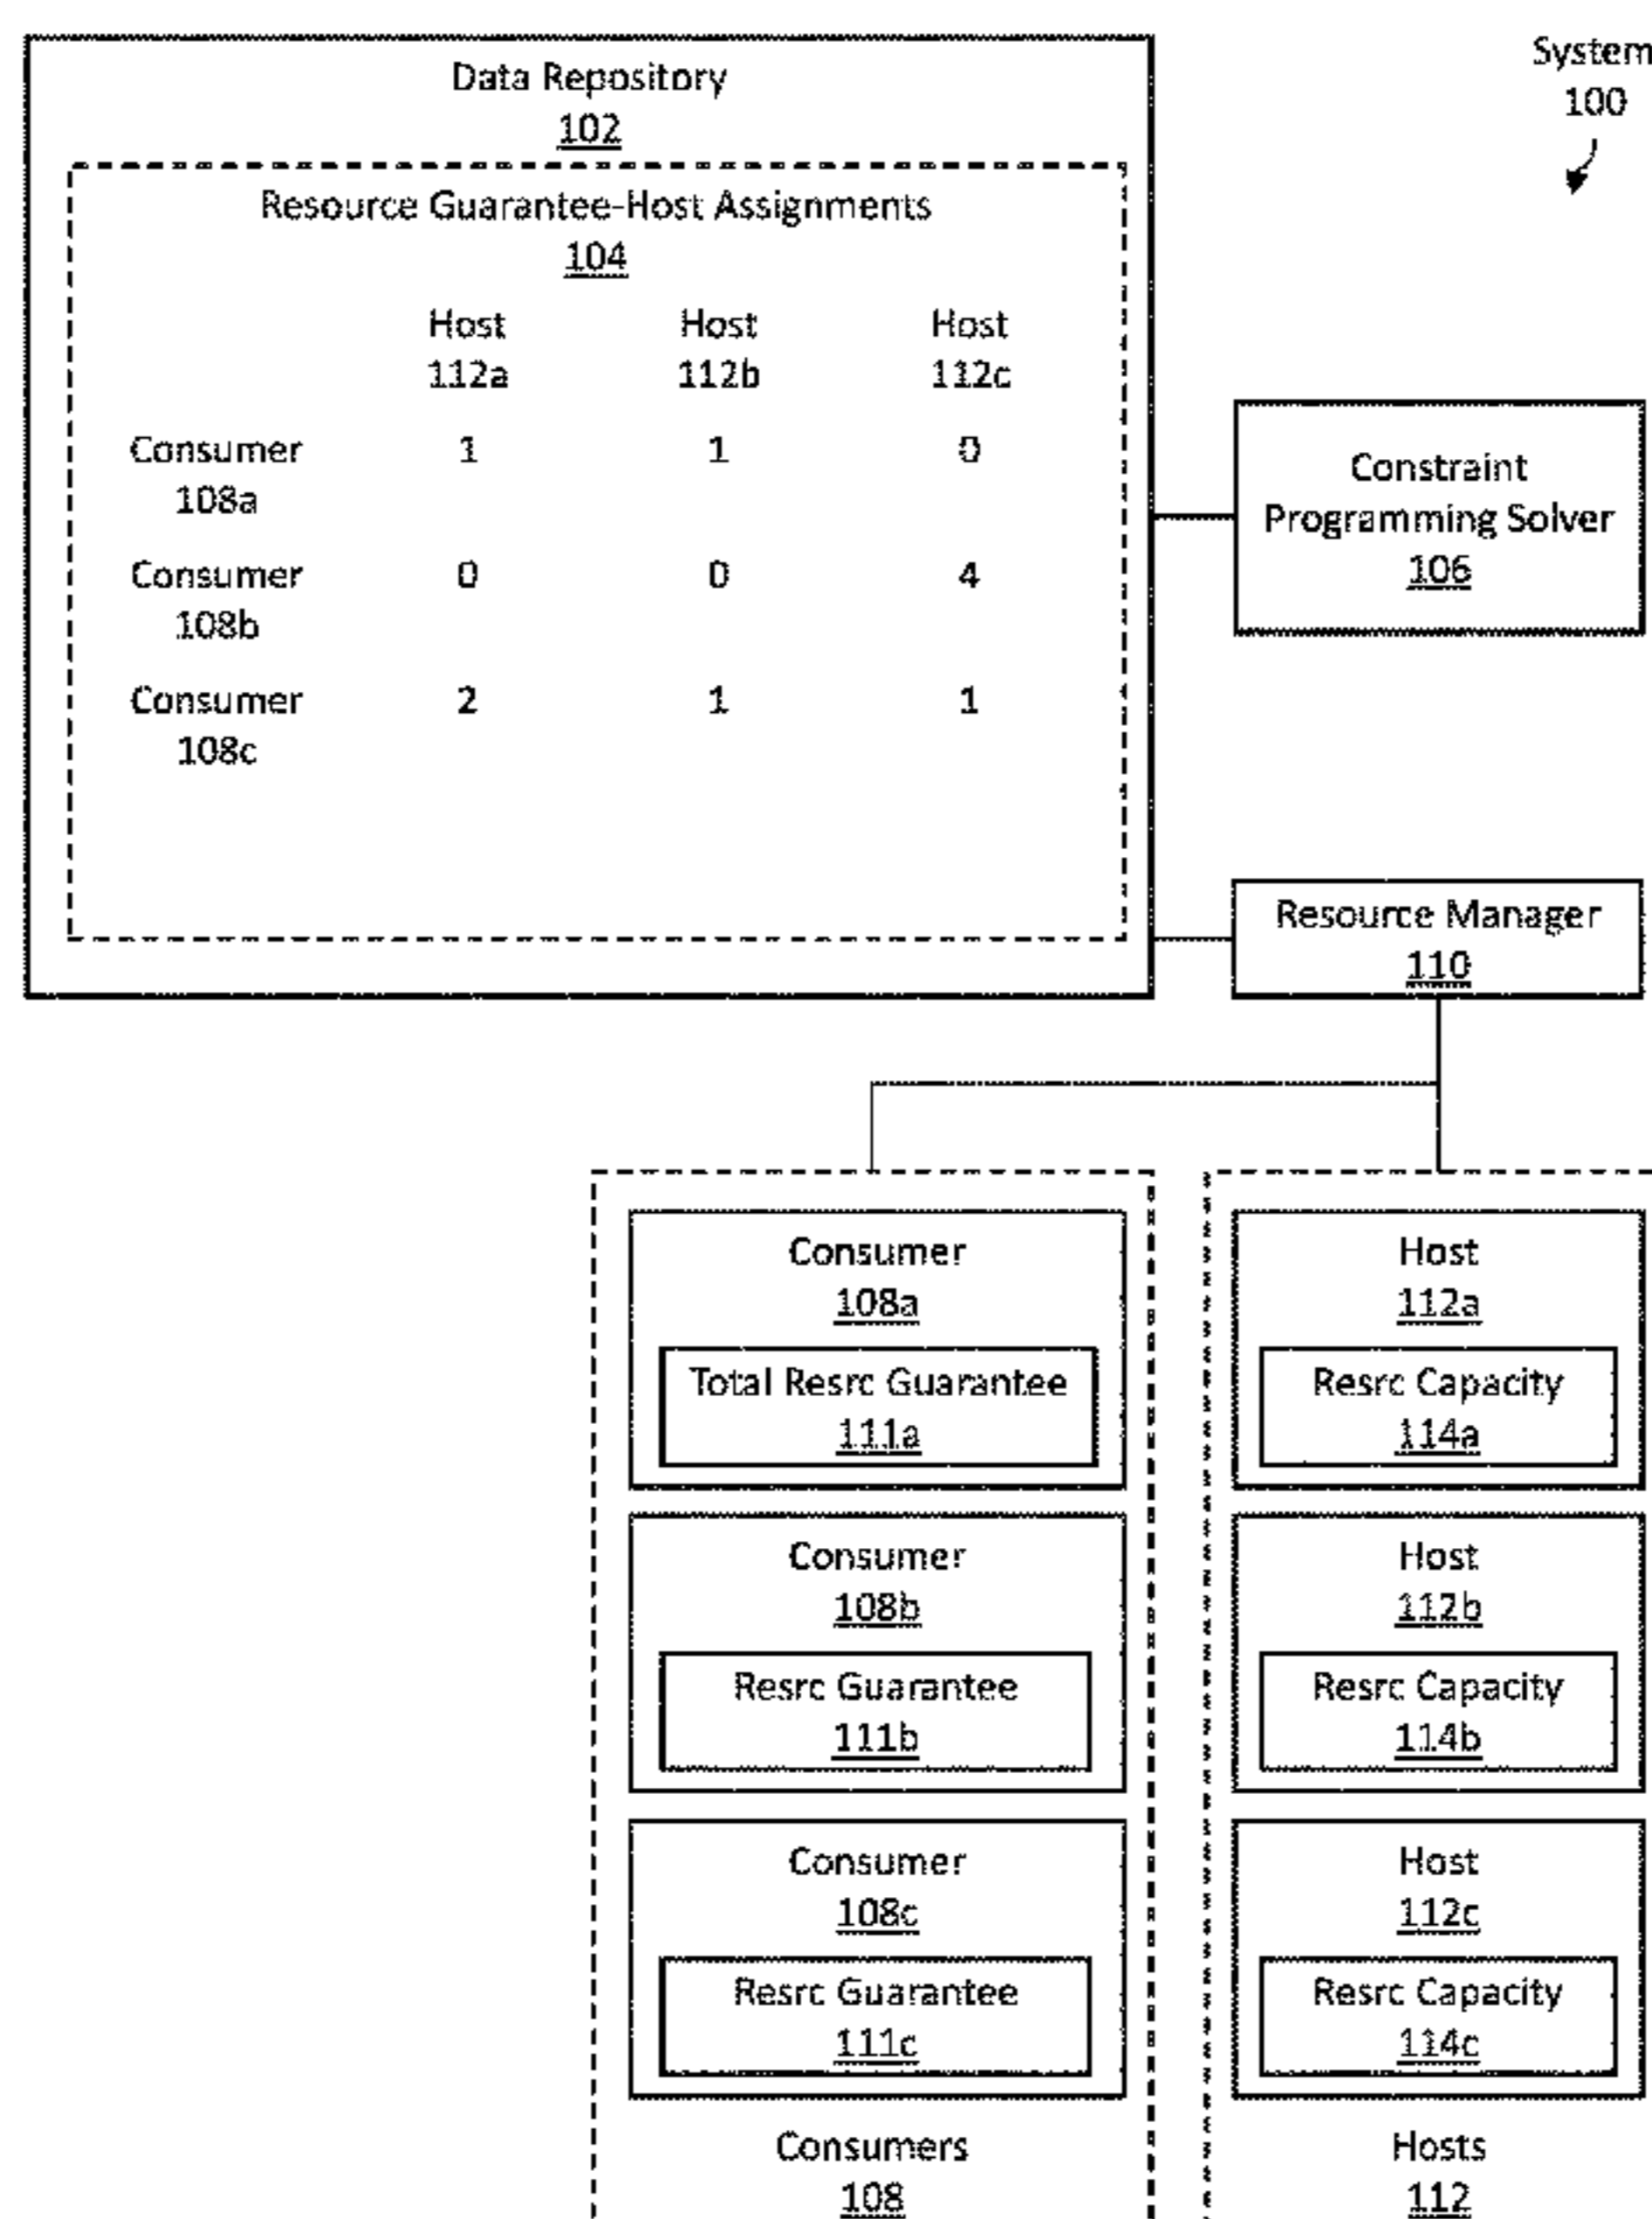 System
100
Data Repository
102
Resource Guarantee-Host Assignments
104
Host Host Host
112a 112b 112c
Consumer 1 1 0
108a
Consumer 0 0 4
108b
Consumer 2 1 1
108c
Constraint
Programming Solver
106
Resource Manager
110
Consumer
108a
Total Resrc Guarantee
111a
Host
112a
Resrc Capacity
114a
Consumer
108b
Resrc Guarantee
111b
Host
112b
Resrc Capacity
114b
Consumer
108c
Resrc Guarantee
111c
Host
112c
Resrc Capacity
114c
Consumers
108
Hosts
112